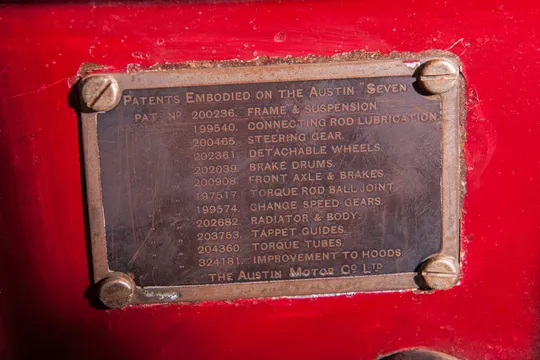 PATENTS EMBODIED ON THE AUSTIN "SEVEN"
PAT. No 200236. FRAME & SUSPENSION.
199540. CONNECTING ROD LUBRICATION.
200465. STEERING GEAR.
202361. DETACHABLE WHEELS.
202039. BRAKE DRUMS.
200908. FRONT AXLE & BRAKES.
197517. TORQUE ROD BALL JOINT.
199574. CHANGE SPEED GEARS.
202682. RADIATOR & BODY.
203753. TAPPET GUIDES.
204360. TORQUE TUBES.
324181. IMPROVEMENT TO HOODS
THE AUSTIN MOTOR Co LTD